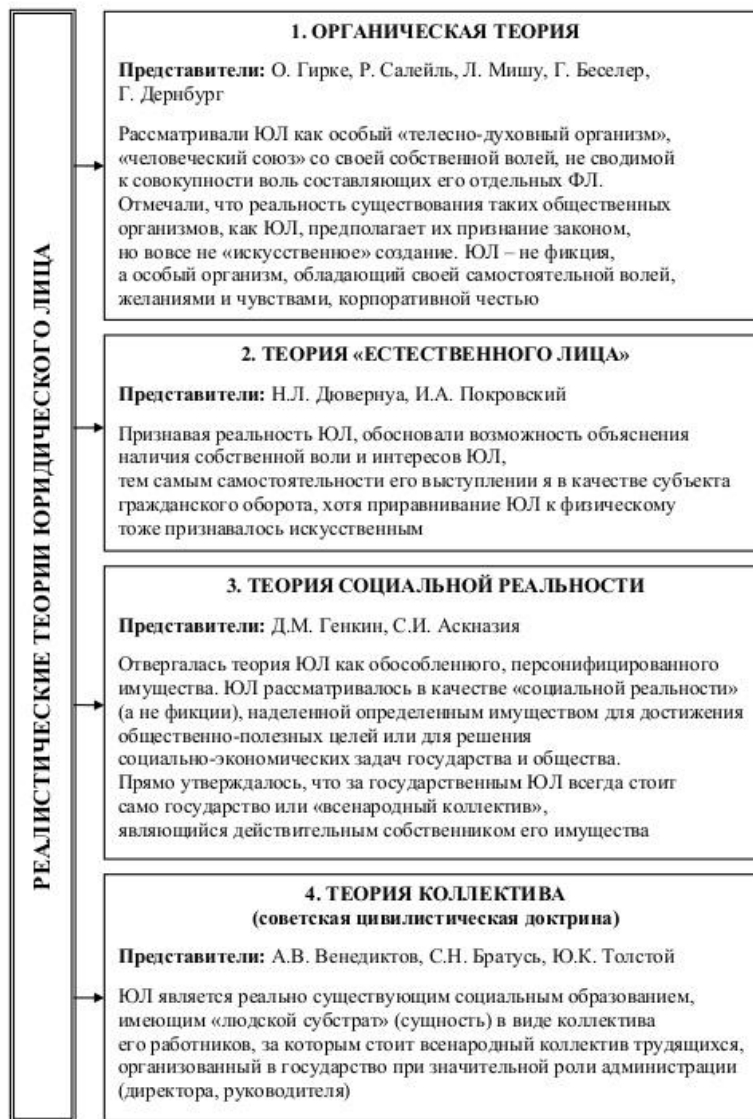 РЕАЛИСТИЧЕСКИЕ ТЕОРИИ ЮРИДИЧЕСКОГО ЛИЦА
1. ОРГАНИЧЕСКАЯ ТЕОРИЯ
Представители: О. Гирке, Р. Салейль, Л. Мишу, Г. Беселер,
Г. Дернбург
Рассматривали ЮЛ как особый «телесно-духовный организм»,
«человеческий союз» со своей собственной волей, не сводимой
к совокупности воль составляющих его отдельных ФЛ.
Отмечали, что реальность существования таких общественных
организмов, как ЮЛ, предполагает их признание законом,
но вовсе не «искусственное» создание. ЮЛ – не фикция,
а особый организм, обладающий своей самостоятельной волей,
желаниями и чувствами, корпоративной честью
2. ТЕОРИЯ «ЕСТЕСТВЕННОГО ЛИЦА»
Представители: Н.Л. Дювернуа, И.А. Покровский
Признавая реальность ЮЛ, обосновали возможность объяснения
наличия собственной воли и интересов ЮЛ,
тем самым самостоятельности его выступлении я в качестве субъекта
гражданского оборота, хотя приравнивание ЮЛ к физическому
тоже признавалось искусственным
3. ТЕОРИЯ СОЦИАЛЬНОЙ РЕАЛЬНОСТИ
Представители: Д.М. Генкин, С.И. Аскназия
Отвергалась теория ЮЛ как обособленного, персонифицированного
имущества. ЮЛ рассматривалось в качестве «социальной реальности»
(а не фикции), наделенной определенным имуществом для достижения
общественно-полезных целей или для решения
социально-экономических задач государства и общества.
Прямо утверждалось, что за государственным ЮЛ всегда стоит
само государство или «всенародный коллектив»,
являющийся действительным собственником его имущества
4. ТЕОРИЯ КОЛЛЕКТИВА
(советская цивилистическая доктрина)
Представители: А.В. Венедиктов, С.Н. Братусь, Ю.К. Толстой
ЮЛ является реально существующим социальным образованием,
имеющим «людской субстрат» (сущность) в виде коллектива
его работников, за которым стоит всенародный коллектив трудящихся,
организованный в государство при значительной роли администрации
(директора, руководителя)